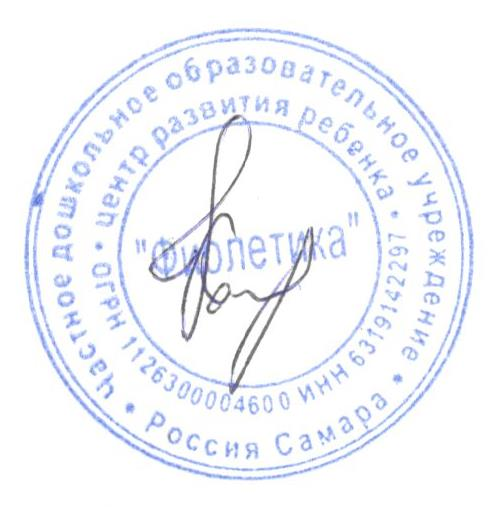 Частное дошкольное образовательное учреждение •
Россия Самара •
• центр развития ребенка •
ОГРН 1126300004600 ИНН 6319142297
"Фиолетика"